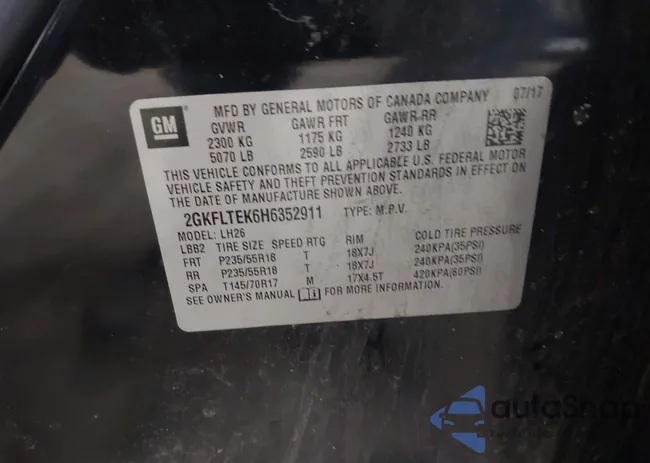 GM
MFD BY GENERAL MOTORS OF CANADA COMPANY 07/17
GVWR GAWR FRT GAWR-RR
2300 KG 1175 KG 1240 KG
5070 LB 2590 LB 2733 LB
THIS VEHICLE CONFORMS TO ALL APPLICABLE U.S. FEDERAL MOTOR
VEHICLE SAFETY AND THEFT PREVENTION STANDARDS IN EFFECT ON
THE DATE OF MANUFACTURE SHOWN ABOVE.
2GKFLTEK6H6352911 TYPE: M.P.V.
MODEL: LH26
LBB2 TIRE SIZE SPEED RTG RIM COLD TIRE PRESSURE
FRT P235/55R18 T 18X7J 240KPA(35PSI)
RR P235/55R18 T 18X7J 240KPA(35PSI)
SPA T145/70R17 M 17X4.5T 420KPA(60PSI)
SEE OWNER'S MANUAL FOR MORE INFORMATION.
autoSnap